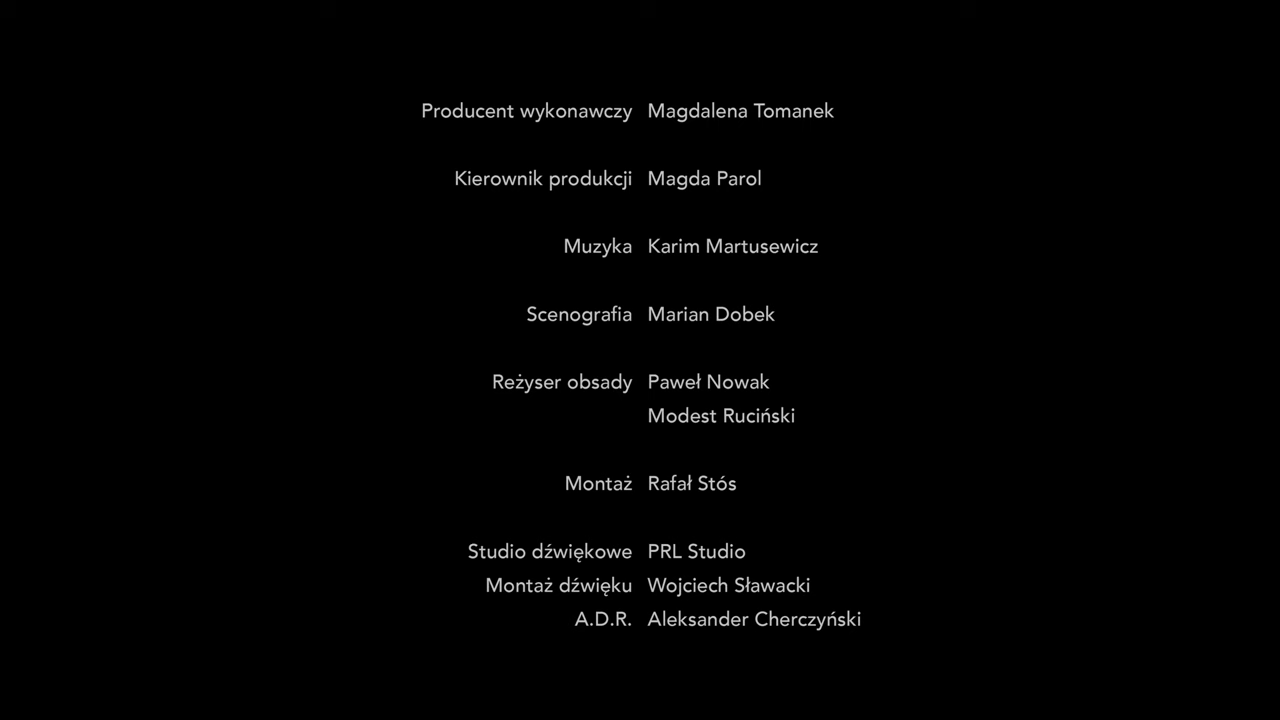 Producent wykonawczy Magdalena Tomanek
Kierownik produkcji Magda Parol
Muzyka Karim Martusewicz
Scenografia Marian Dobek
Reżyser obsady Paweł Nowak
Modest Ruciński
Montaż Rafał Stós
Studio dźwiękowe PRL Studio
Montaż dźwięku Wojciech Sławacki
A.D.R. Aleksander Cherczyński